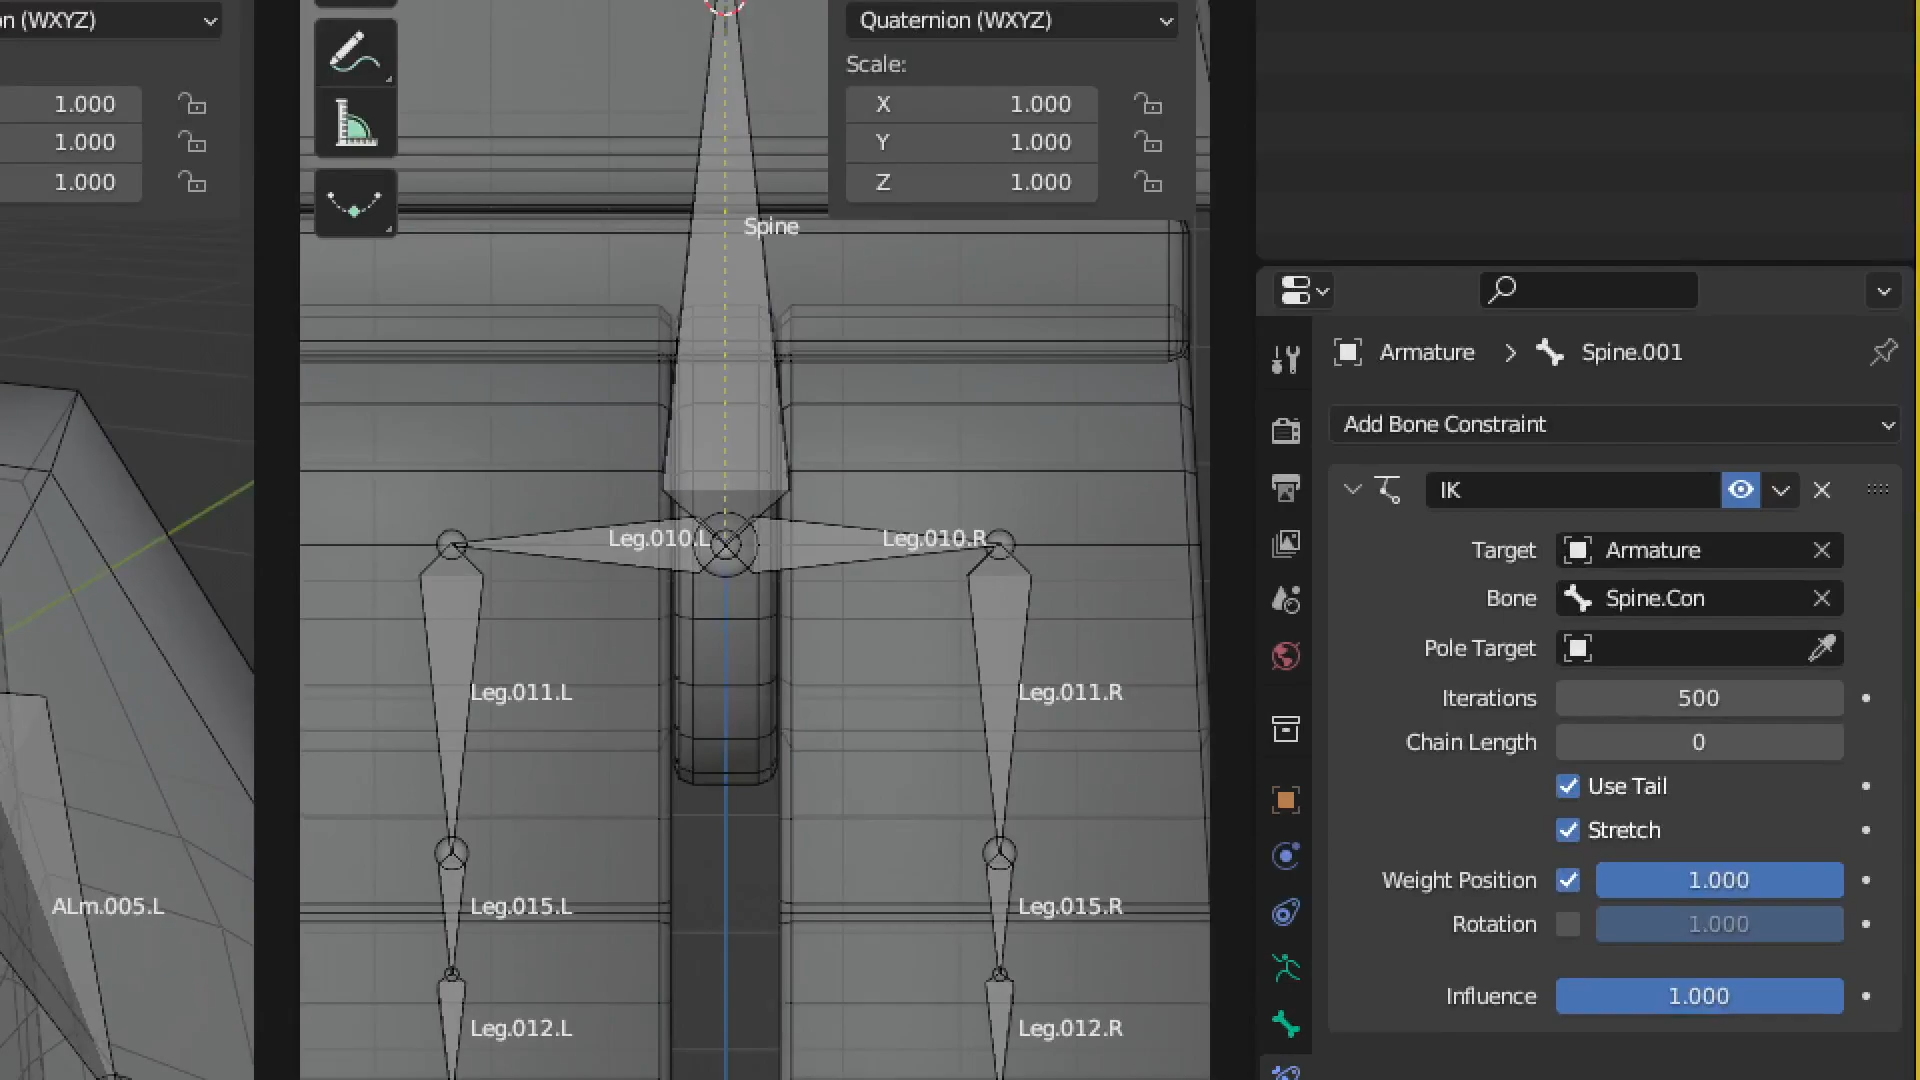 n (WXYZ)
1.000
1.000
1.000
Quaternion (WXYZ)
Scale:
X 1.000
Y 1.000
Z 1.000
Spine
Leg.010.L
Leg.010.R
Leg.011.L
Leg.011.R
ALm.005.L
Leg.015.L
Leg.015.R
Leg.012.L
Leg.012.R
Armature > Spine.001
Add Bone Constraint
IK
Target Armature
Bone Spine.Con
Pole Target
Iterations 500
Chain Length 0
Use Tail
Stretch
Weight Position 1.000
Rotation 1.000
Influence 1.000